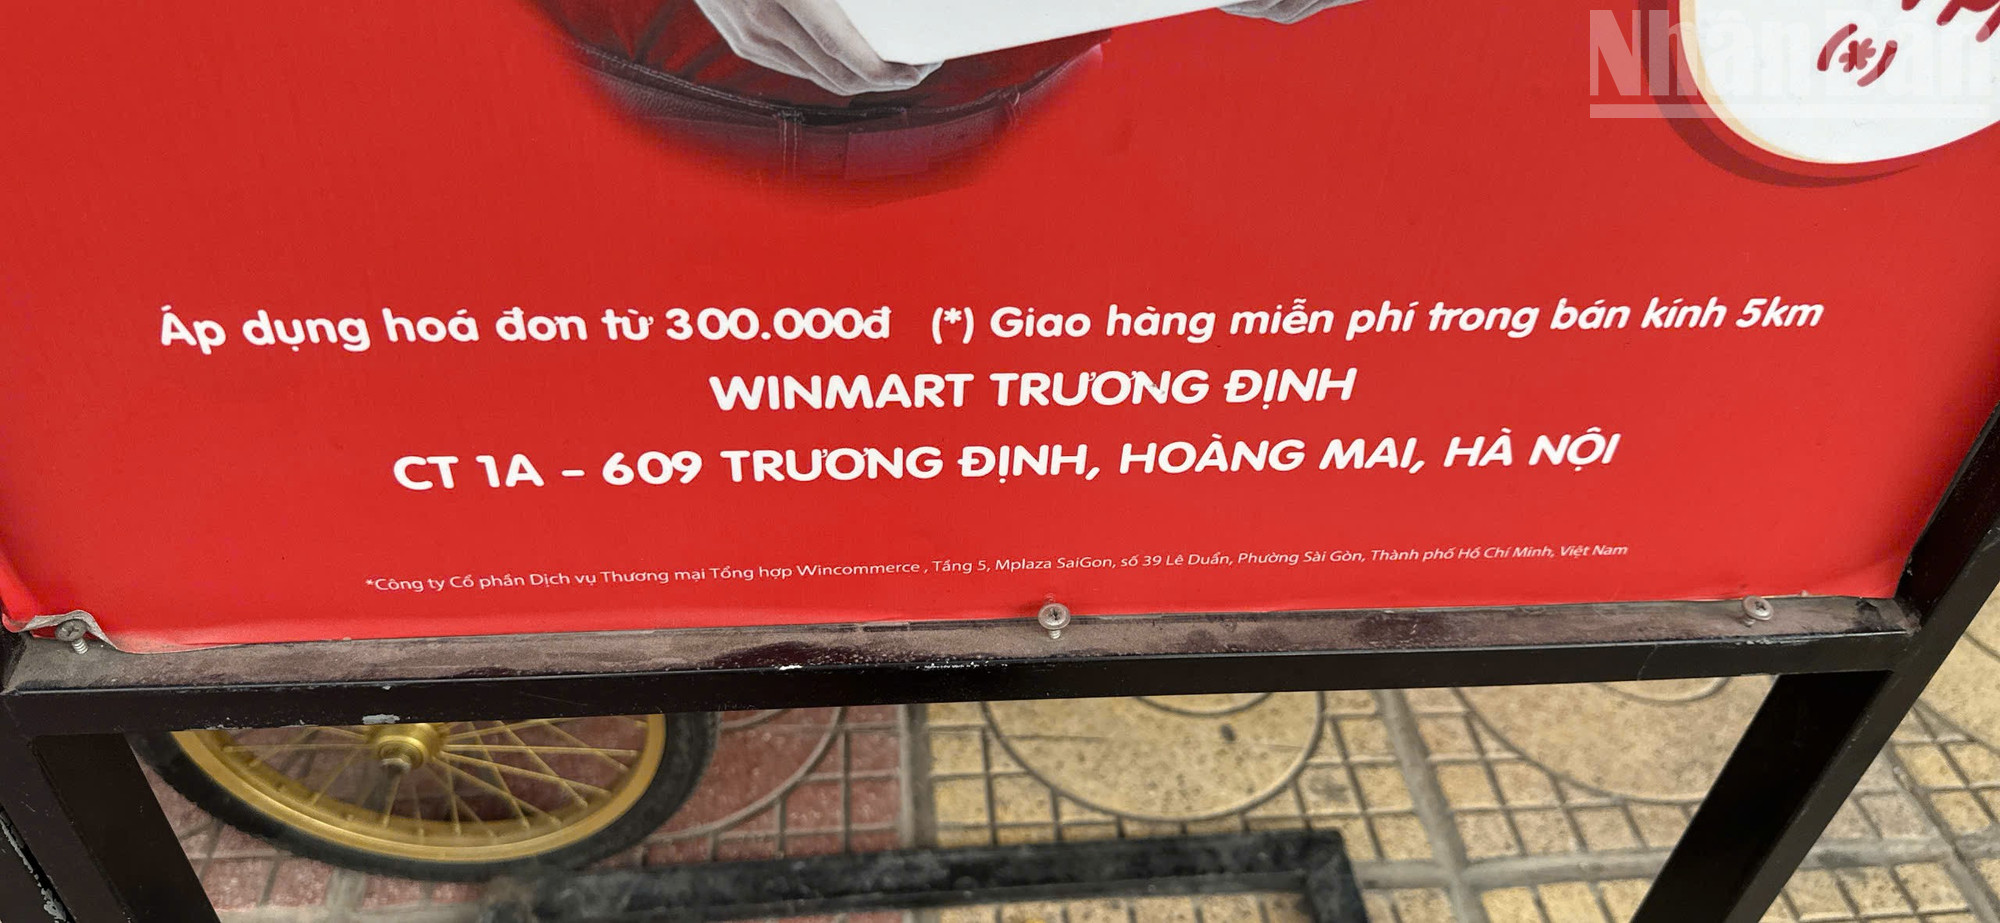 Nhân Dân
(*)
Áp dụng hoá đơn từ 300.000đ (*) Giao hàng miễn phí trong bán kính 5km
WINMART TRƯƠNG ĐỊNH
CT 1A - 609 TRƯƠNG ĐỊNH, HOÀNG MAI, HÀ NỘI
*Công ty Cổ phần Dịch vụ Thương mại Tổng hợp Wincommerce , Tầng 5, Mplaza SaiGon, số 39 Lê Duẩn, Phường Sài Gòn, Thành phố Hồ Chí Minh, Việt Nam